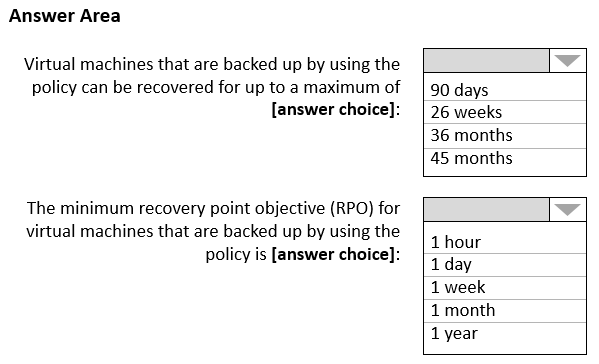 Answer Area
Virtual machines that are backed up by using the
policy can be recovered for up to a maximum of
[answer choice]:
90 days
26 weeks
36 months
45 months
The minimum recovery point objective (RPO) for
virtual machines that are backed up by using the
policy is [answer choice]:
1 hour
1 day
1 week
1 month
1 year